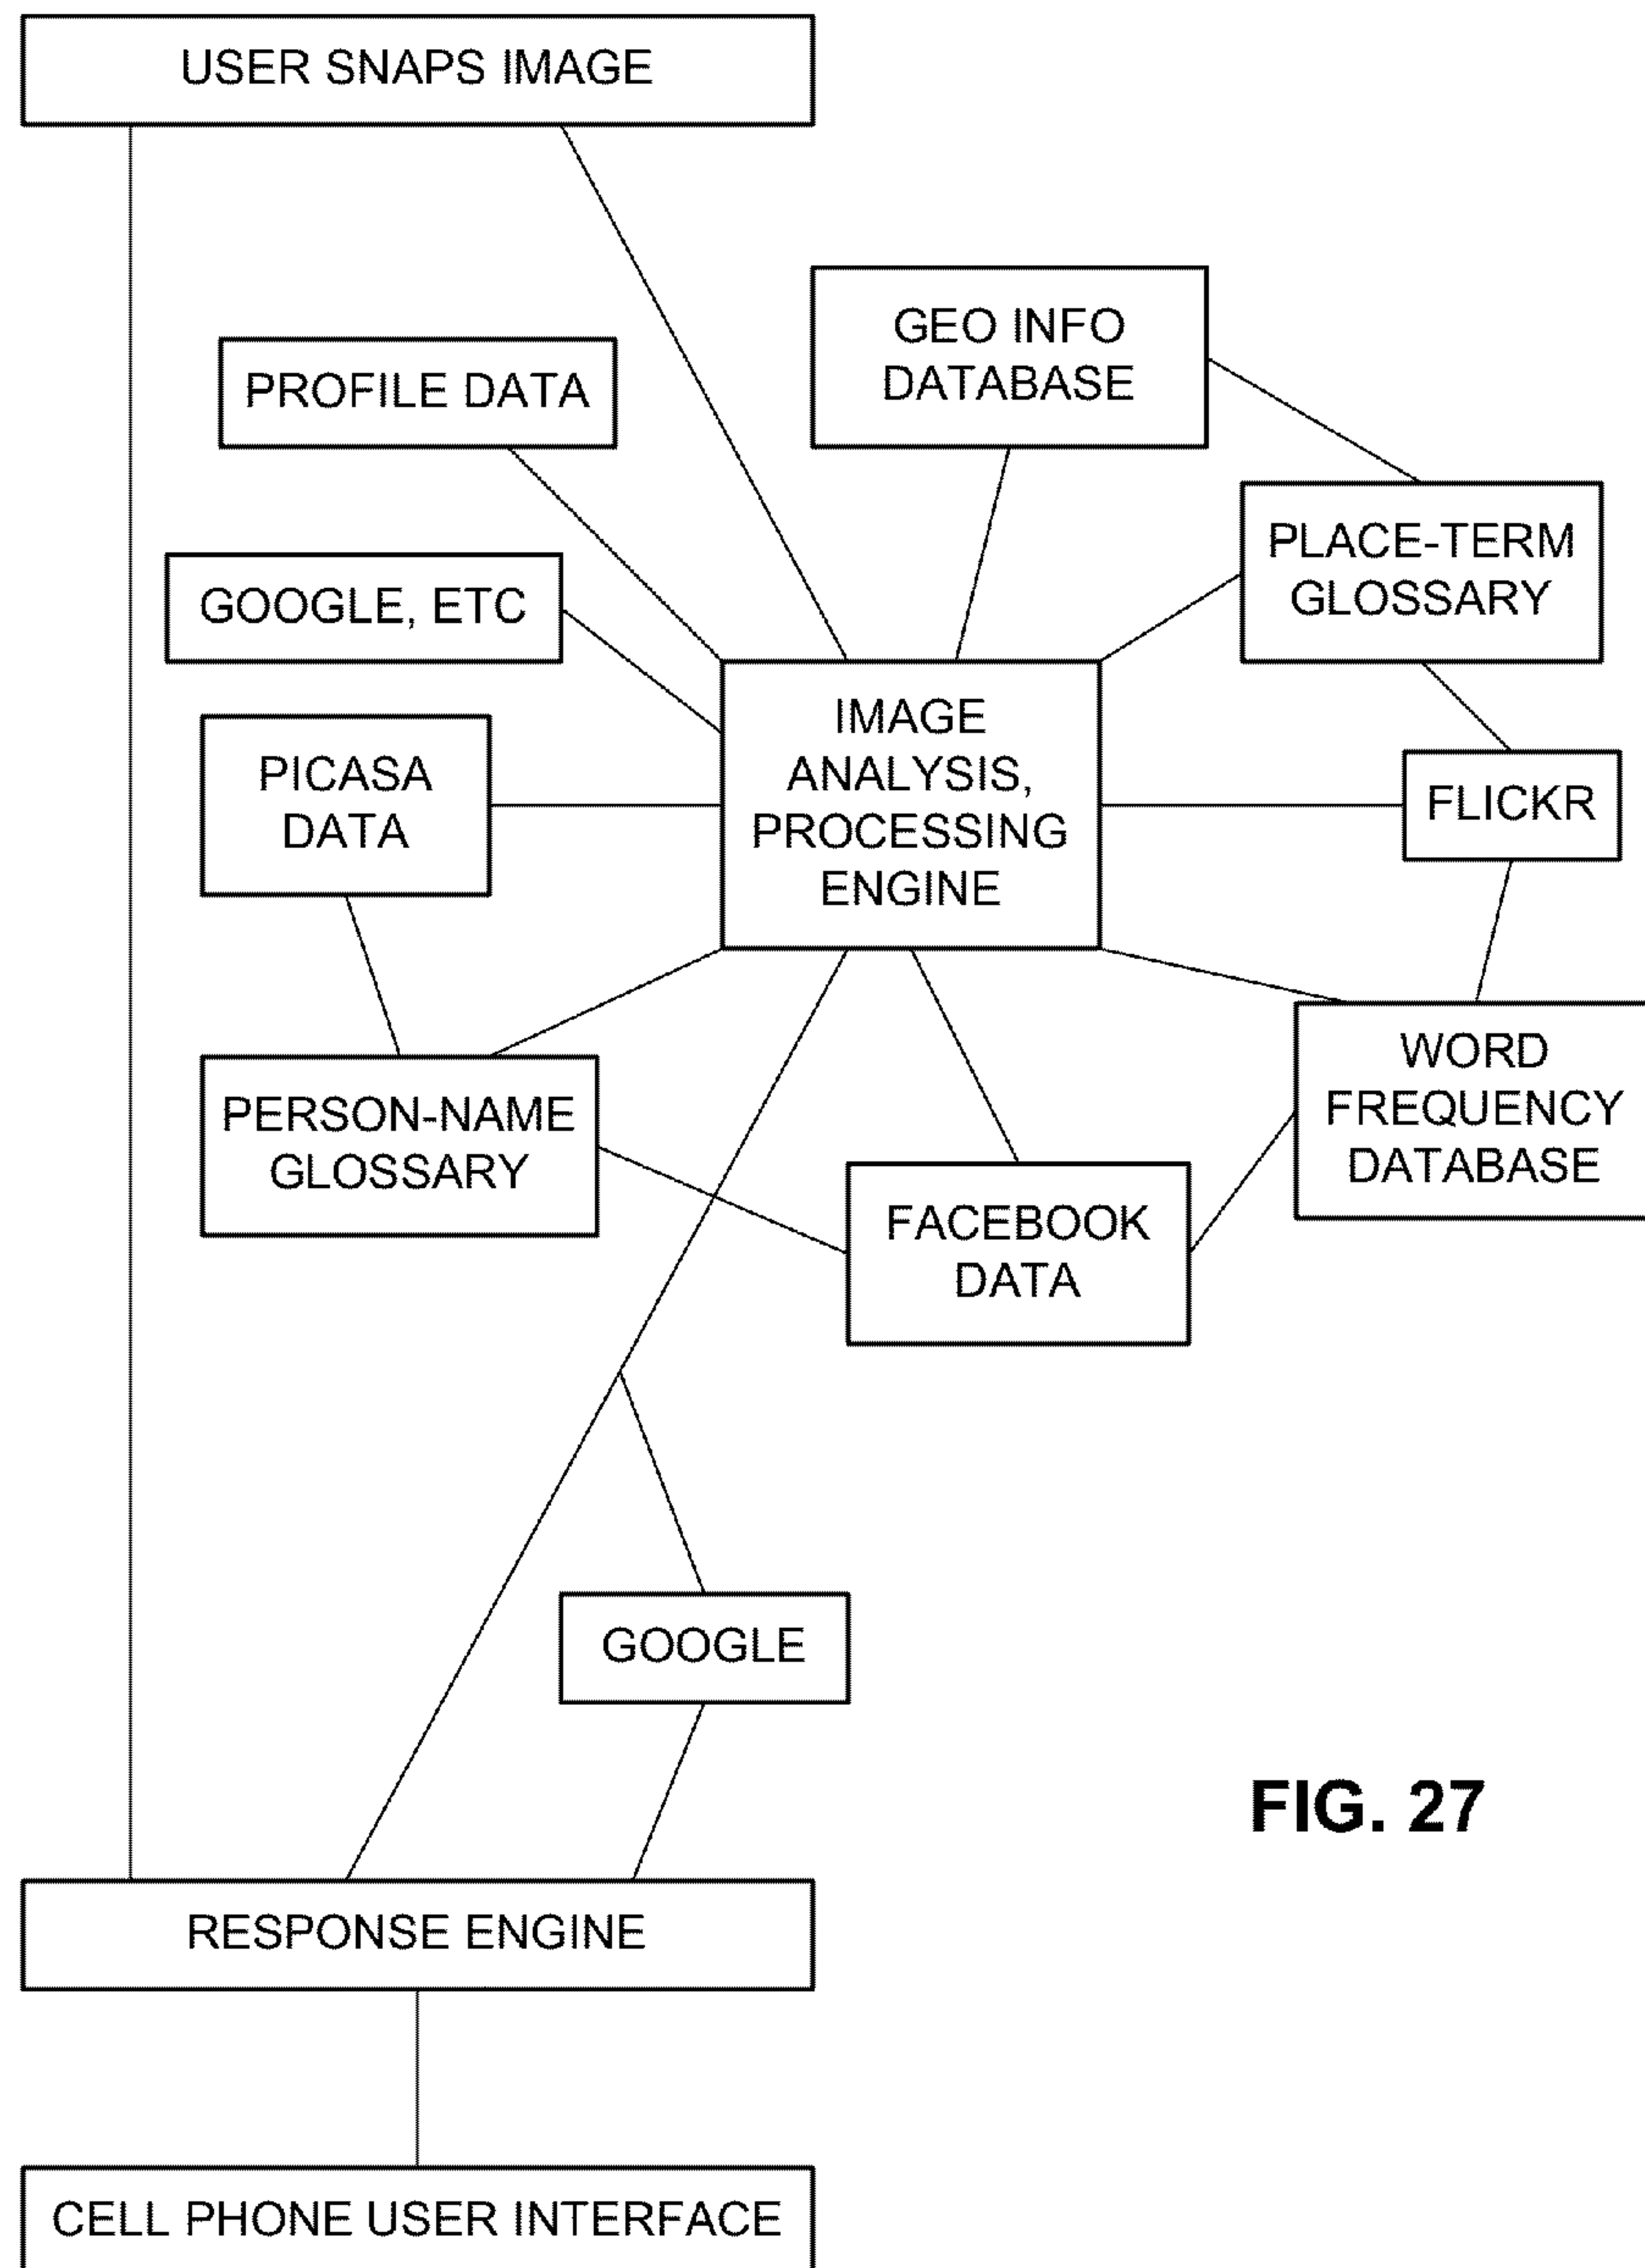 USER SNAPS IMAGE
GEO INFO
DATABASE
PROFILE DATA
PLACE-TERM
GLOSSARY
GOOGLE, ETC
IMAGE
ANALYSIS,
PROCESSING
ENGINE
PICASA
DATA
FLICKR
WORD
FREQUENCY
DATABASE
PERSON-NAME
GLOSSARY
FACEBOOK
DATA
GOOGLE
FIG. 27
RESPONSE ENGINE
CELL PHONE USER INTERFACE